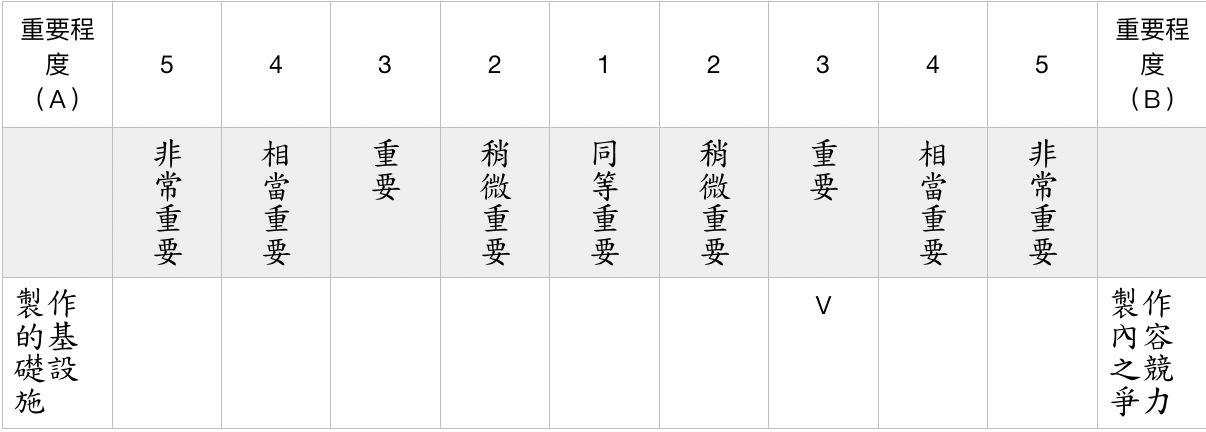 重要程度（A） 5 4 3 2 1 2 3 4 5 重要程度（B）
非常重要 相當重要 重要 稍微重要 同等重要 稍微重要 重要 相當重要 非常重要
製作的基礎設施 V 製作內容之競爭力